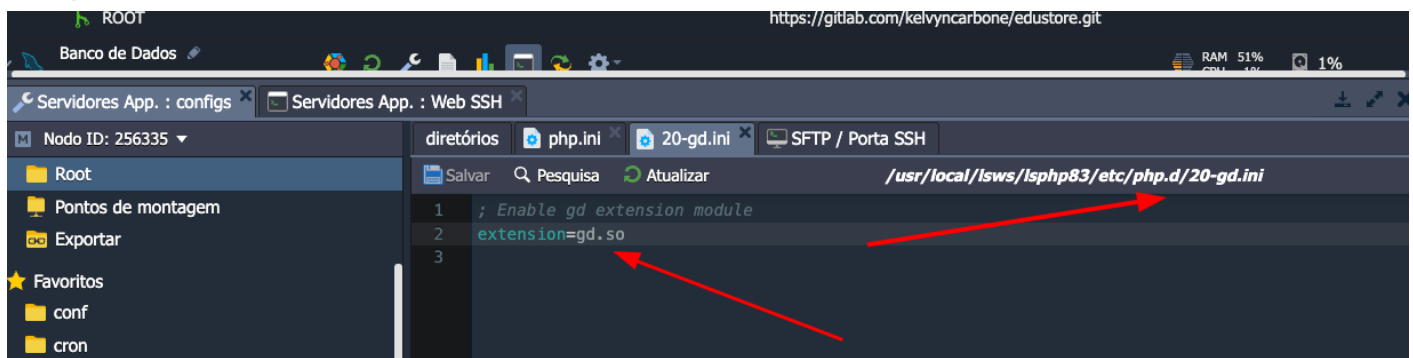 ROOT
https://gitlab.com/kelvyncarbone/edustore.git
Banco de Dados
RAM 51%
CPU 1%
1%
Servidores App. : configs
Servidores App. : Web SSH
Nodo ID: 256335
diretórios
php.ini
20-gd.ini
SFTP / Porta SSH
Root
Salvar
Pesquisa
Atualizar
/usr/local/lsws/lsphp83/etc/php.d/20-gd.ini
Pontos de montagem
1 ; Enable gd extension module
Exportar
2 extension=gd.so
3
Favoritos
conf
cron